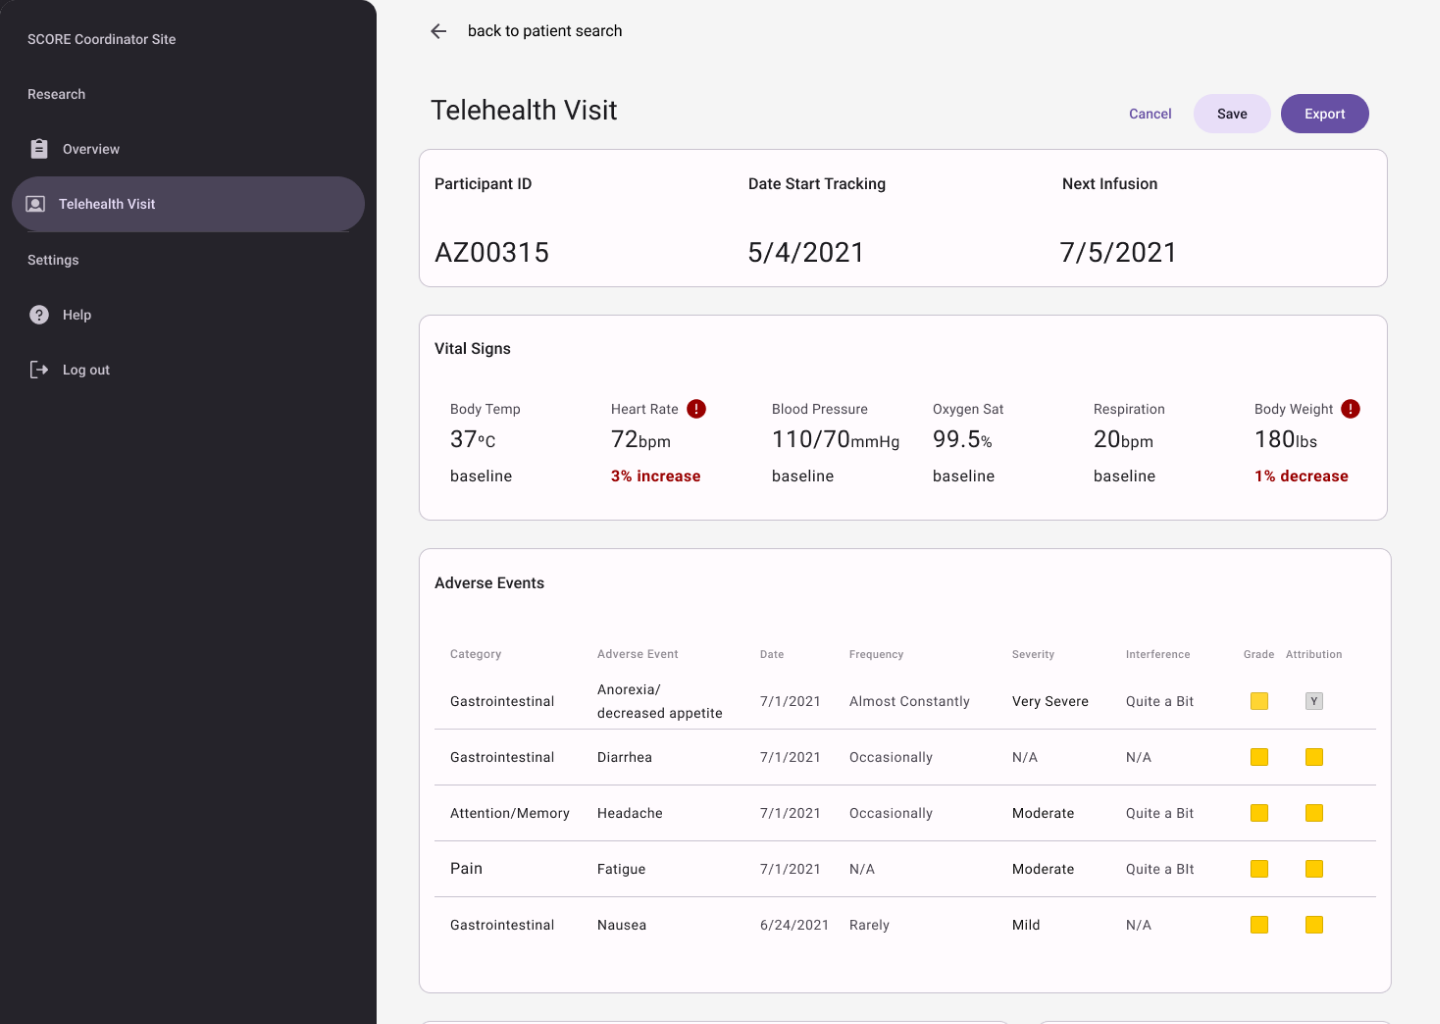 SCORE Coordinator Site
Research
Overview
Telehealth Visit
Settings
Help
Log out
back to patient search
Telehealth Visit
Cancel Save Export
Participant ID Date Start Tracking Next Infusion
AZ00315 5/4/2021 7/5/2021
Vital Signs
Body Temp Heart Rate ! Blood Pressure Oxygen Sat Respiration Body Weight !
37ºC 72bpm 110/70mmHg 99.5% 20bpm 180lbs
baseline 3% increase baseline baseline baseline 1% decrease
Adverse Events
Category Adverse Event Date Frequency Severity Interference Grade Attribution
Gastrointestinal Anorexia/
decreased appetite 7/1/2021 Almost Constantly Very Severe Quite a Bit Y
Gastrointestinal Diarrhea 7/1/2021 Occasionally N/A N/A
Attention/Memory Headache 7/1/2021 Occasionally Moderate Quite a Bit
Pain Fatigue 7/1/2021 N/A Moderate Quite a BIt
Gastrointestinal Nausea 6/24/2021 Rarely Mild N/A